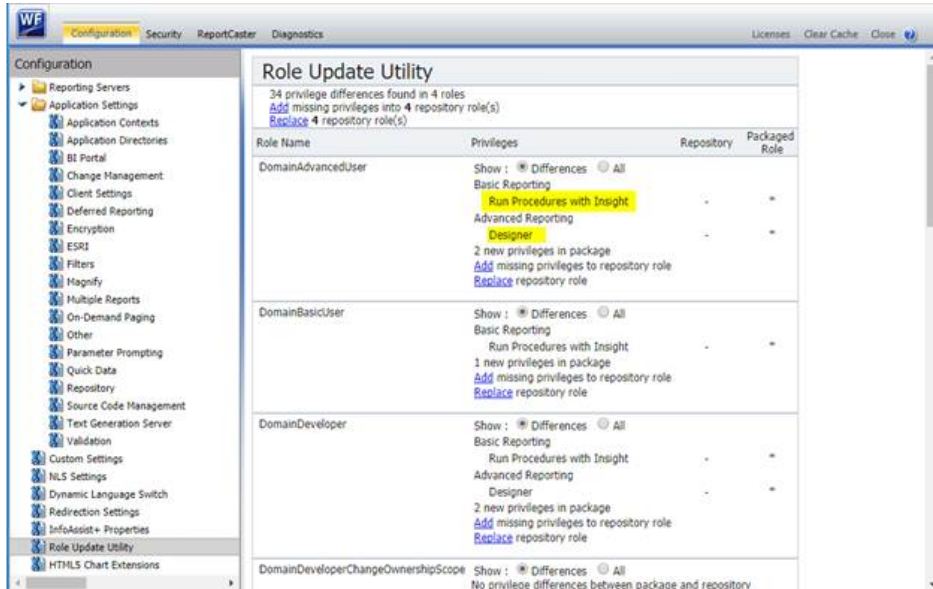 WF
Configuration Security ReportCaster Diagnostics Licenses Clear Cache Close ?
Configuration
Reporting Servers
Application Settings
Application Contexts
Application Directories
BI Portal
Change Management
Client Settings
Deferred Reporting
Encryption
ESRI
Filters
Magnify
Multiple Reports
On-Demand Paging
Other
Parameter Prompting
Quick Data
Repository
Source Code Management
Text Generation Server
Validation
Custom Settings
NLS Settings
Dynamic Language Switch
Redirection Settings
InfoAssist+ Properties
Role Update Utility
HTML5 Chart Extensions
Role Update Utility
34 privilege differences found in 4 roles
Add missing privileges into 4 repository role(s)
Replace 4 repository role(s)
Role Name Privileges Repository Packaged Role
DomainAdvancedUser Show : Differences All
Basic Reporting
Run Procedures with Insight - *
Advanced Reporting
Designer - *
2 new privileges in package
Add missing privileges to repository role
Replace repository role
DomainBasicUser Show : Differences All
Basic Reporting
Run Procedures with Insight - *
1 new privileges in package
Add missing privileges to repository role
Replace repository role
DomainDeveloper Show : Differences All
Basic Reporting
Run Procedures with Insight - *
Advanced Reporting
Designer - *
2 new privileges in package
Add missing privileges to repository role
Replace repository role
DomainDeveloperChangeOwnershipScope Show : Differences All
No privilege differences between package and repository